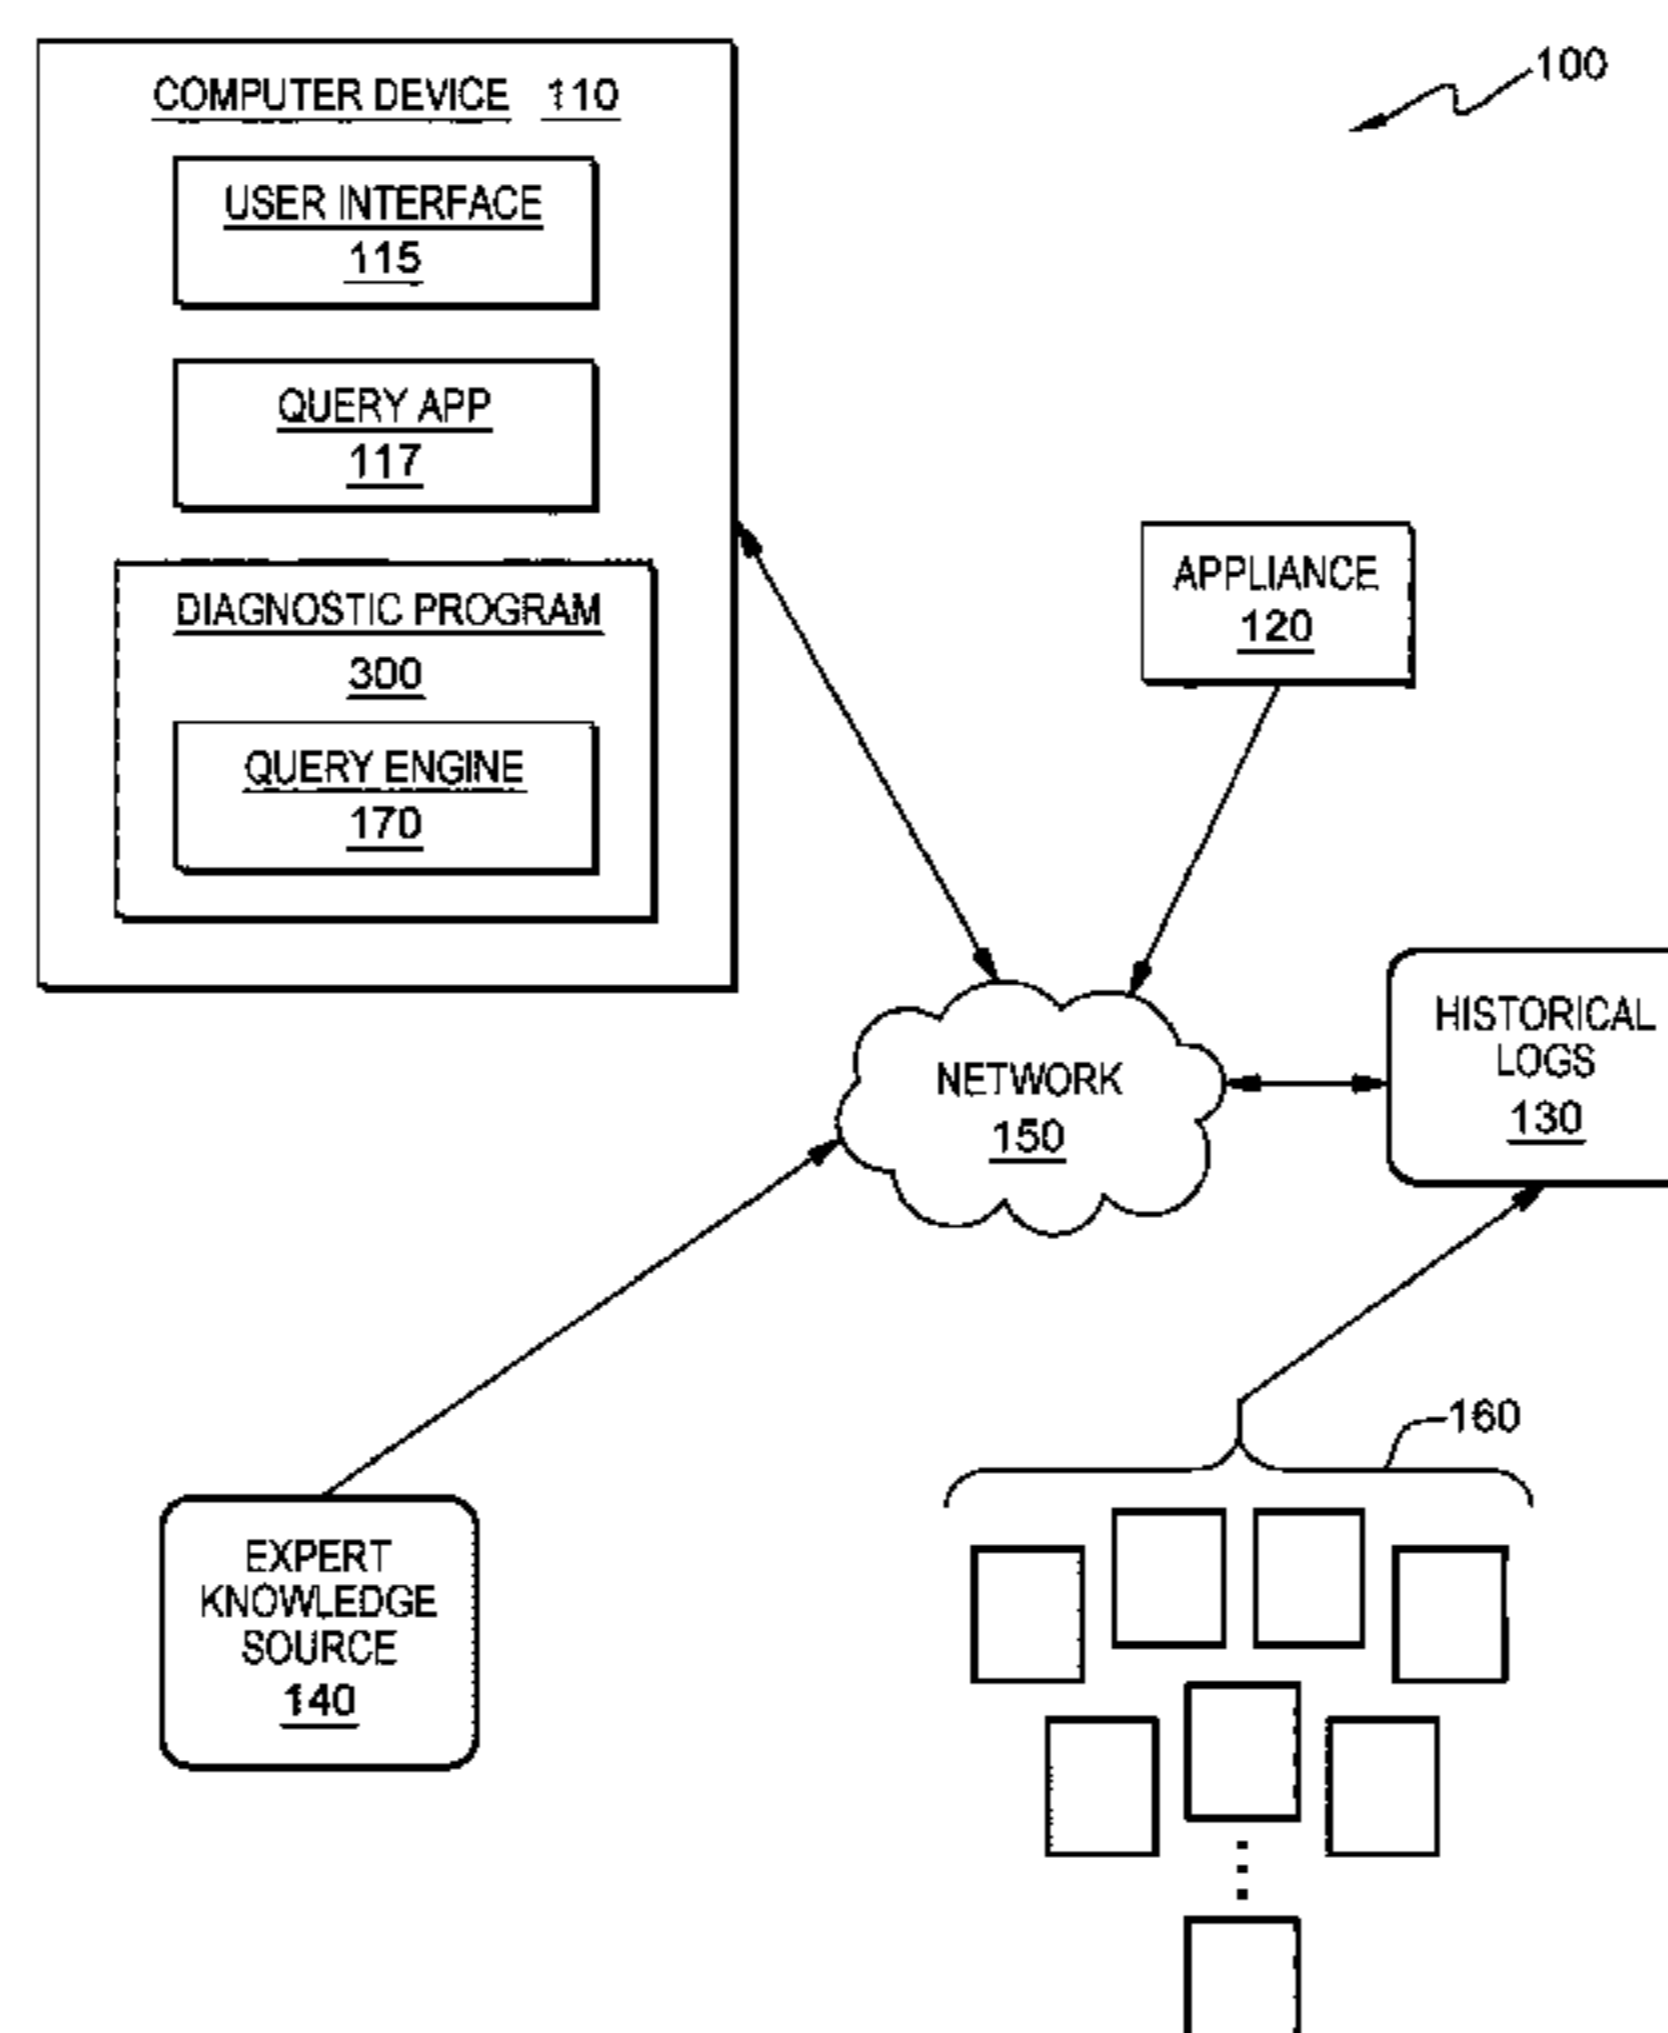 100
COMPUTER DEVICE 110
USER INTERFACE
115
QUERY APP
117
DIAGNOSTIC PROGRAM
300
QUERY ENGINE
170
APPLIANCE
120
NETWORK
150
HISTORICAL
LOGS
130
160
EXPERT
KNOWLEDGE
SOURCE
140